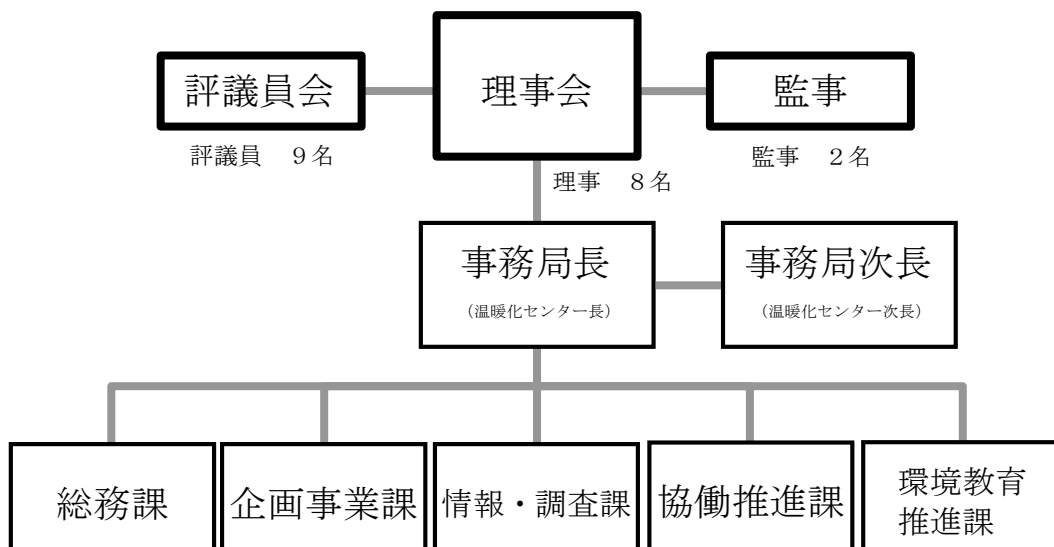 評議員会
理事会
監事
評議員　９名
監事　２名
理事　８名
事務局長
（温暖化センター長）
事務局次長
（温暖化センター次長）
総務課
企画事業課
情報・調査課
協働推進課
環境教育
推進課